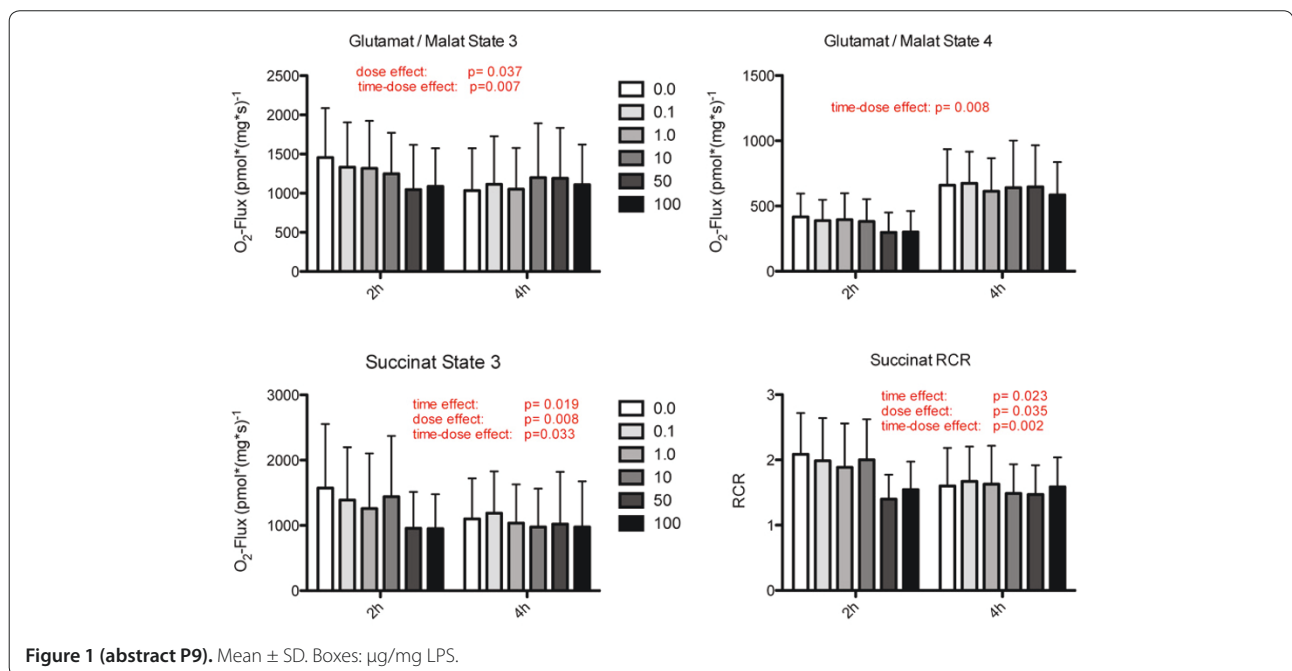 Glutamat / Malat State 3
dose effect: p= 0.037
time-dose effect: p=0.007
O2-Flux (pmol*(mg*s)-1
2500
2000
1500
1000
500
0
2h
4h
0.0
0.1
1.0
10
50
100
Glutamat / Malat State 4
time-dose effect: p= 0.008
O2-Flux (pmol*(mg*s)-1
1500
1000
500
0
2h
4h
Succinat State 3
time effect: p= 0.019
dose effect: p= 0.008
time-dose effect: p=0.033
O2-Flux (pmol*(mg*s)-1
3000
2000
1000
0
2h
4h
0.0
0.1
1.0
10
50
100
Succinat RCR
time effect: p= 0.023
dose effect: p= 0.035
time-dose effect: p=0.002
RCR
3
2
1
0
2h
4h
Figure 1 (abstract P9). Mean ± SD. Boxes: µg/mg LPS.